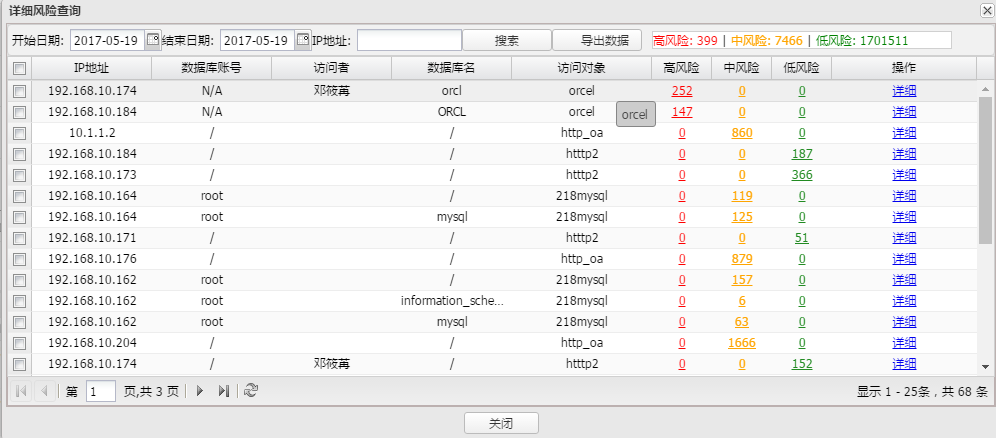 详细风险查询
开始日期: 2017-05-19 结束日期: 2017-05-19 IP地址: 搜索 导出数据 高风险: 399 | 中风险: 7466 | 低风险: 1701511
IP地址 数据库账号 访问者 数据库名 访问对象 高风险 中风险 低风险 操作
192.168.10.174 N/A 邓筱苒 orcl orcel 252 0 0 详细
192.168.10.184 N/A ORCL orcel 147 0 0 详细
orcel
10.1.1.2 / / http_oa 0 860 0 详细
192.168.10.184 / / htttp2 0 0 187 详细
192.168.10.173 / / htttp2 0 0 366 详细
192.168.10.164 root / 218mysql 0 119 0 详细
192.168.10.164 root mysql 218mysql 0 125 0 详细
192.168.10.171 / / htttp2 0 0 51 详细
192.168.10.176 / / http_oa 0 879 0 详细
192.168.10.162 root / 218mysql 0 157 0 详细
192.168.10.162 root information_sche... 218mysql 0 6 0 详细
192.168.10.162 root mysql 218mysql 0 63 0 详细
192.168.10.204 / / http_oa 0 1666 0 详细
192.168.10.174 / 邓筱苒 / htttp2 0 0 152 详细
第 1 页,共 3 页 显示 1 - 25条，共 68 条
关闭